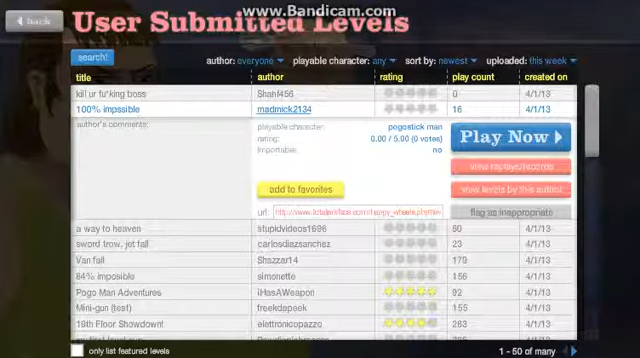 www.Bandicam.com
back
User Submitted Levels
search!
author: everyone playable character: any sort by: newest uploaded: this week
title author rating play count created on
kill ur fu*king boss Shahf456 0 4/1/13
100% impssible madmick2134 16 4/1/13
author's comments:
playable character: pogostick man
rating: 0.00 / 5.00 (0 votes)
importable: no
Play Now
view replays/records
add to favorites
view levels by this author
url:
flag as inappropriate
a way to heaven stupidvideos1696 50 4/1/13
sword trow, jet fall carlosdiazsanchez 23 4/1/13
Van fall Shazzar14 179 4/1/13
84% imposible simonette 156 4/1/13
Pogo Man Adventures iHasAWeapon 92 4/1/13
Mini-gun (test) freekdapeek 155 4/1/13
19th Floor Showdown! elettronicopazzo 283 4/1/13
only list featured levels
1 - 50 of many